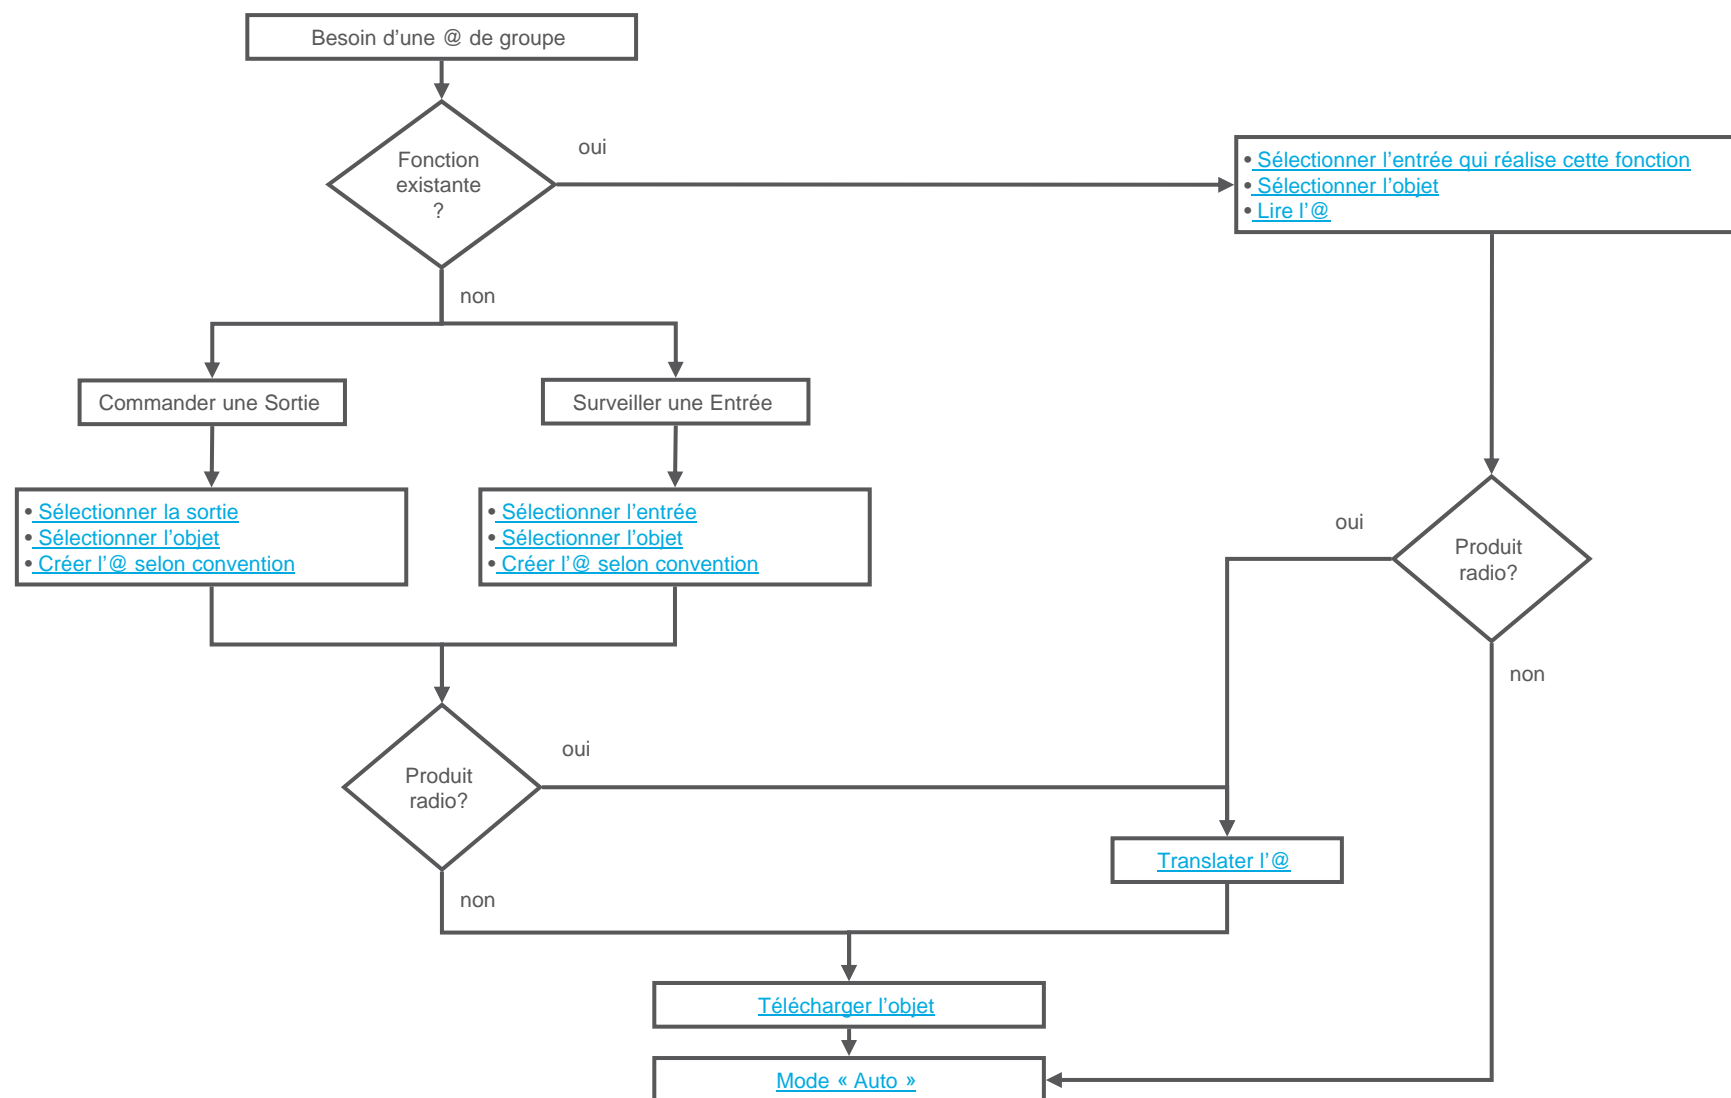 Besoin d’une @ de groupe
Fonction
existante
?
oui
• Sélectionner l’entrée qui réalise cette fonction
• Sélectionner l’objet
• Lire l’@
non
Commander une Sortie
Surveiller une Entrée
• Sélectionner la sortie
• Sélectionner l’objet
• Créer l’@ selon convention
• Sélectionner l’entrée
• Sélectionner l’objet
• Créer l’@ selon convention
oui
Produit
radio?
non
Produit
radio?
oui
non
Translater l’@
Télécharger l’objet
Mode « Auto »